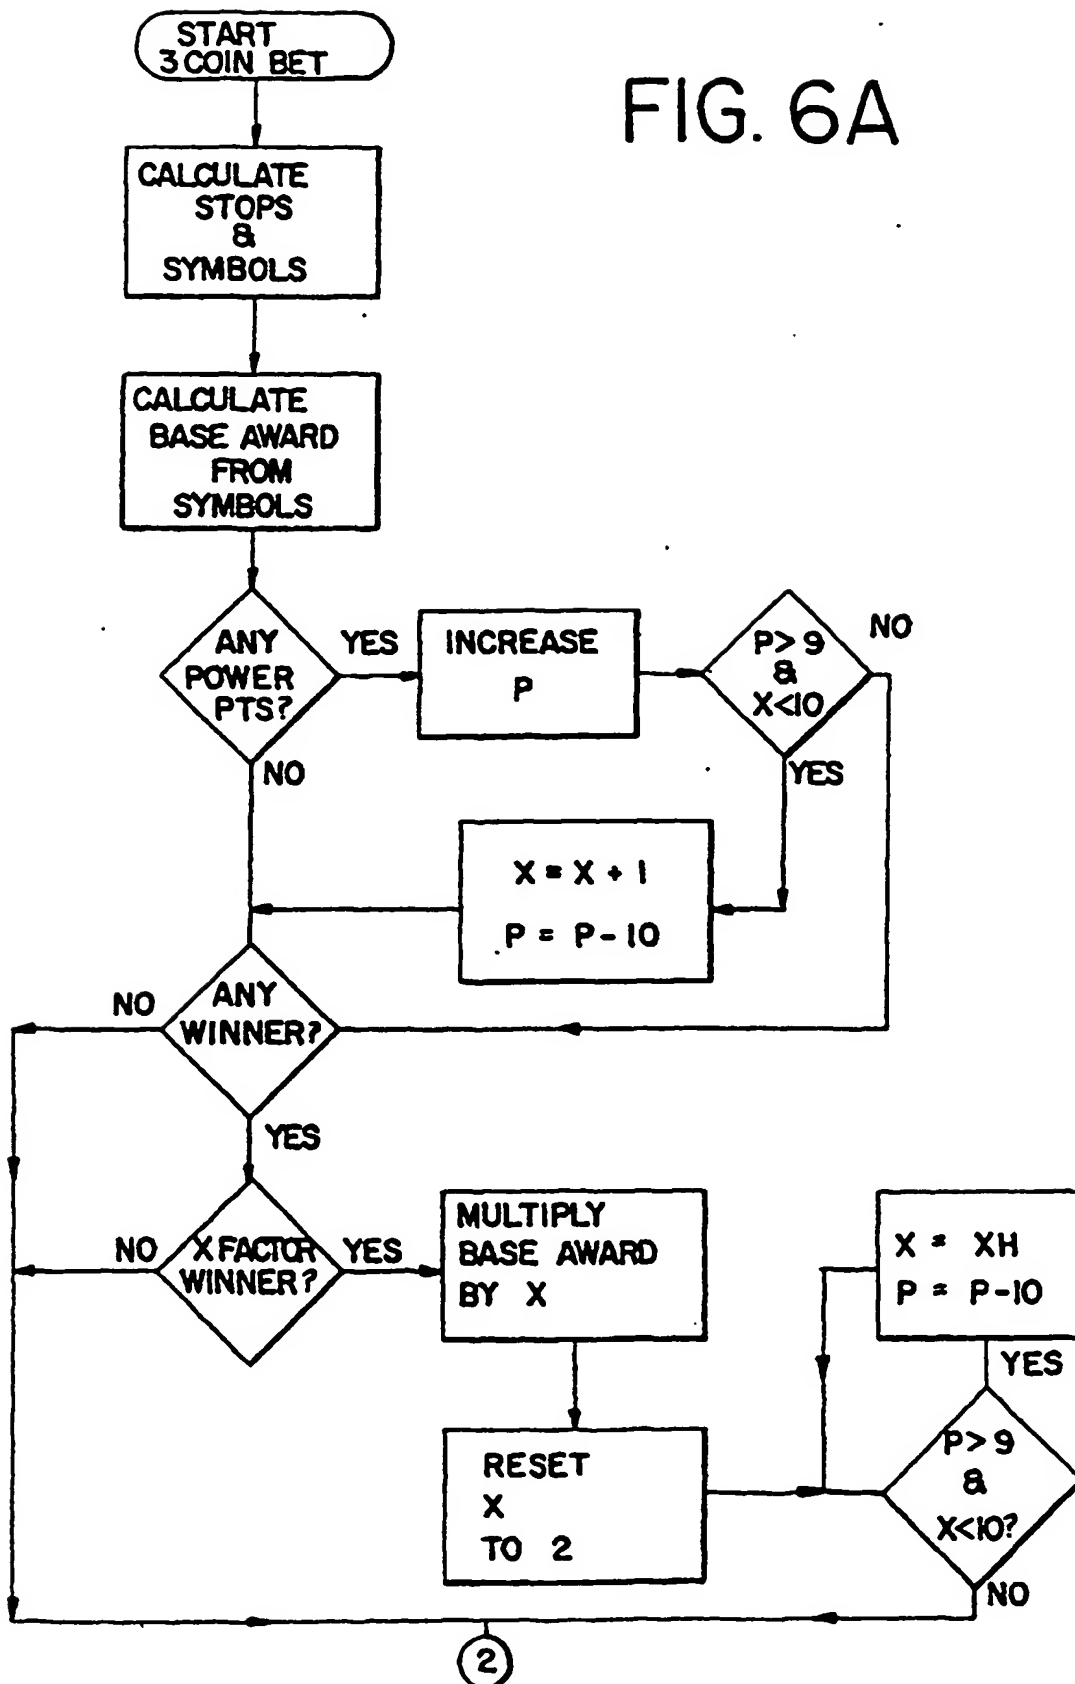 START
3 COIN BET
FIG. 6A
CALCULATE
STOPS
&
SYMBOLS
CALCULATE
BASE AWARD
FROM
SYMBOLS
ANY
POWER
PTS?
YES
NO
INCREASE
P
P > 9
&
X<10
NO
YES
X = X + 1
P = P - 10
ANY
WINNER?
NO
YES
X FACTOR
WINNER?
NO
YES
MULTIPLY
BASE AWARD
BY X
RESET
X
TO 2
X = XH
P = P-10
YES
P > 9
&
X<10?
NO
2